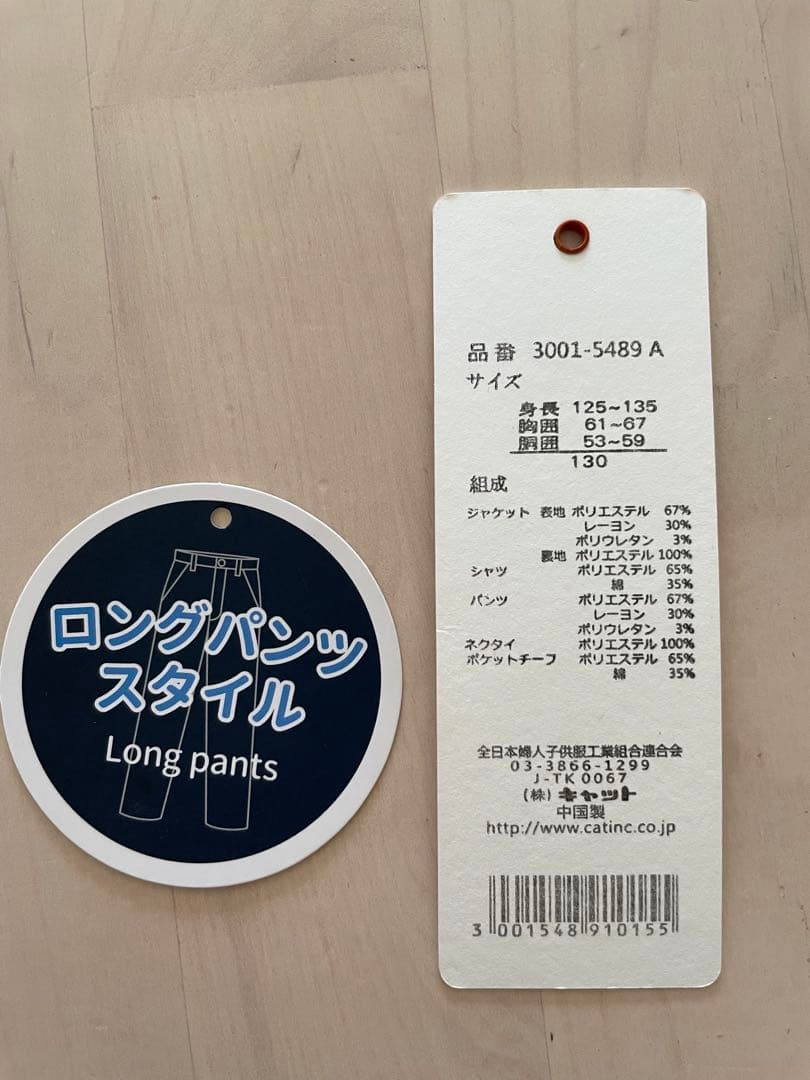 ロングパンツ
スタイル
Long pants
品番 3001-5489 A
サイズ
身長 125~135
胸囲 61~67
胴囲 53~59
130
組成
ジャケット 表地 ポリエステル 67%
レーヨン 30%
ポリウレタン 3%
裏地 ポリエステル 100%
シャツ ポリエステル 65%
綿 35%
パンツ ポリエステル 67%
レーヨン 30%
ポリウレタン 3%
ネクタイ ポリエステル 100%
ポケットチーフ ポリエステル 65%
綿 35%
全日本婦人子供服工業組合連合会
03-3866-1299
J-TK0067
(株) キャット
中国製
http://www.catinc.co.jp
3 001548 910155